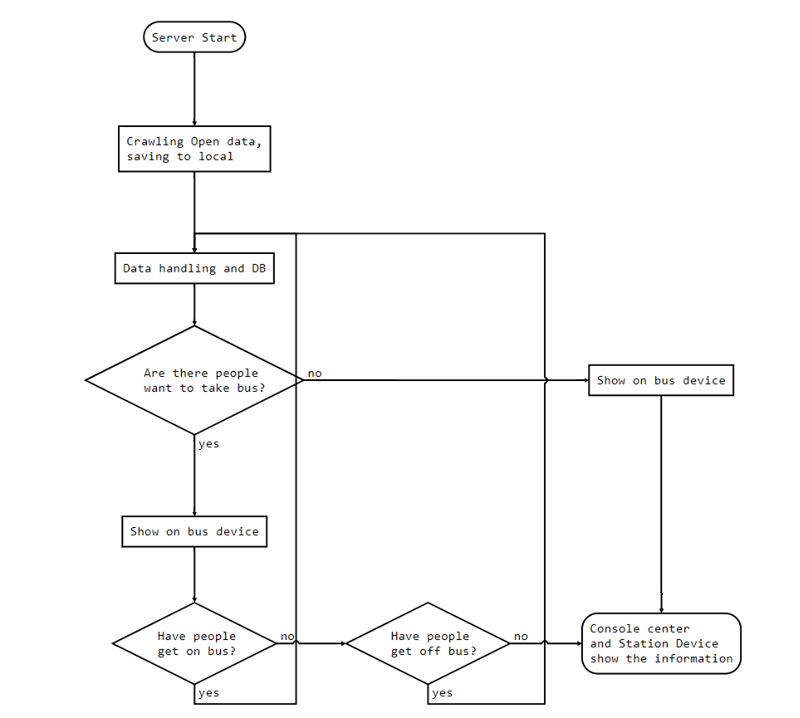 Server Start
Crawling Open data,
saving to local
Data handling and DB
Are there people
want to take bus?
no
Show on bus device
yes
Show on bus device
Have people
get on bus?
no
Have people
get off bus?
no
Console center
and Station Device
show the information
yes
yes